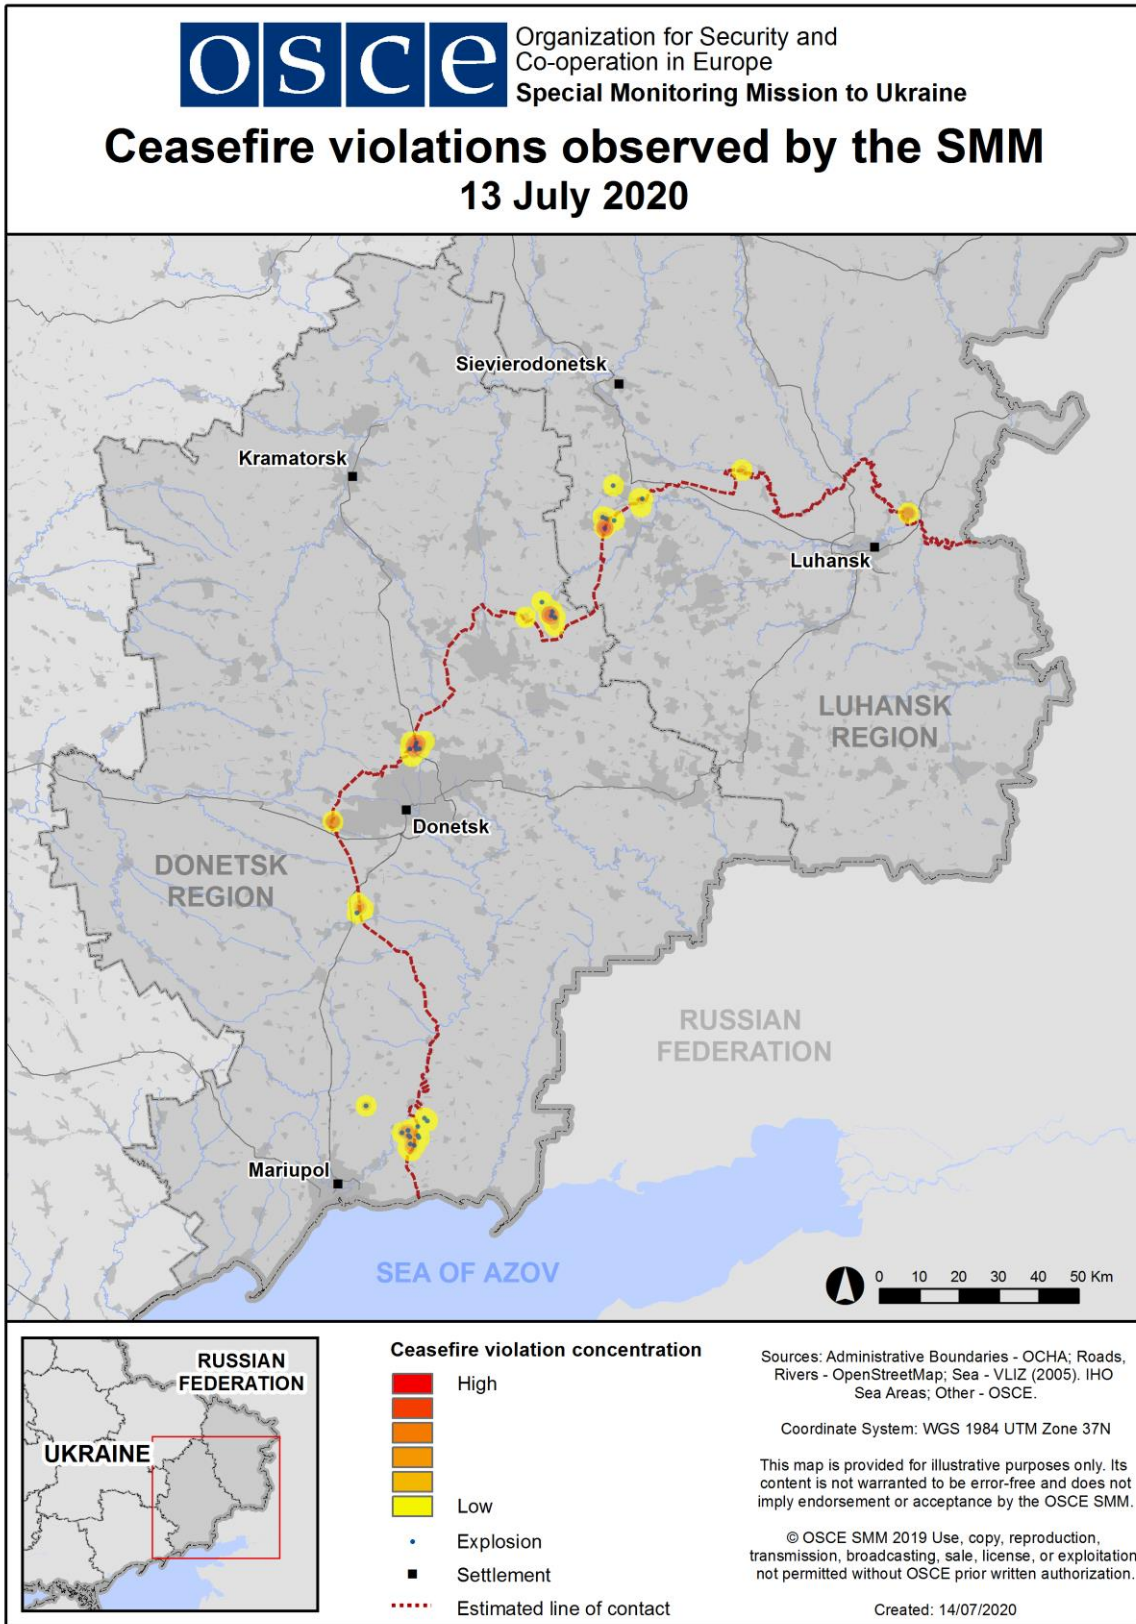 osce
Organization for Security and
Co-operation in Europe
Special Monitoring Mission to Ukraine
Ceasefire violations observed by the SMM
13 July 2020
Sievierodonetsk
Kramatorsk
Luhansk
LUHANSK
REGION
Donetsk
DONETSK
REGION
RUSSIAN
FEDERATION
Mariupol
SEA OF AZOV
0 10 20 30 40 50 Km
RUSSIAN
FEDERATION
UKRAINE
Ceasefire violation concentration
High
Low
Explosion
Settlement
Estimated line of contact
Sources: Administrative Boundaries - OCHA; Roads,
Rivers - OpenStreetMap; Sea - VLIZ (2005). IHO
Sea Areas; Other - OSCE.
Coordinate System: WGS 1984 UTM Zone 37N
This map is provided for illustrative purposes only. Its
content is not warranted to be error-free and does not
imply endorsement or acceptance by the OSCE SMM.
© OSCE SMM 2019 Use, copy, reproduction,
transmission, broadcasting, sale, license, or exploitation
not permitted without OSCE prior written authorization.
Created: 14/07/2020